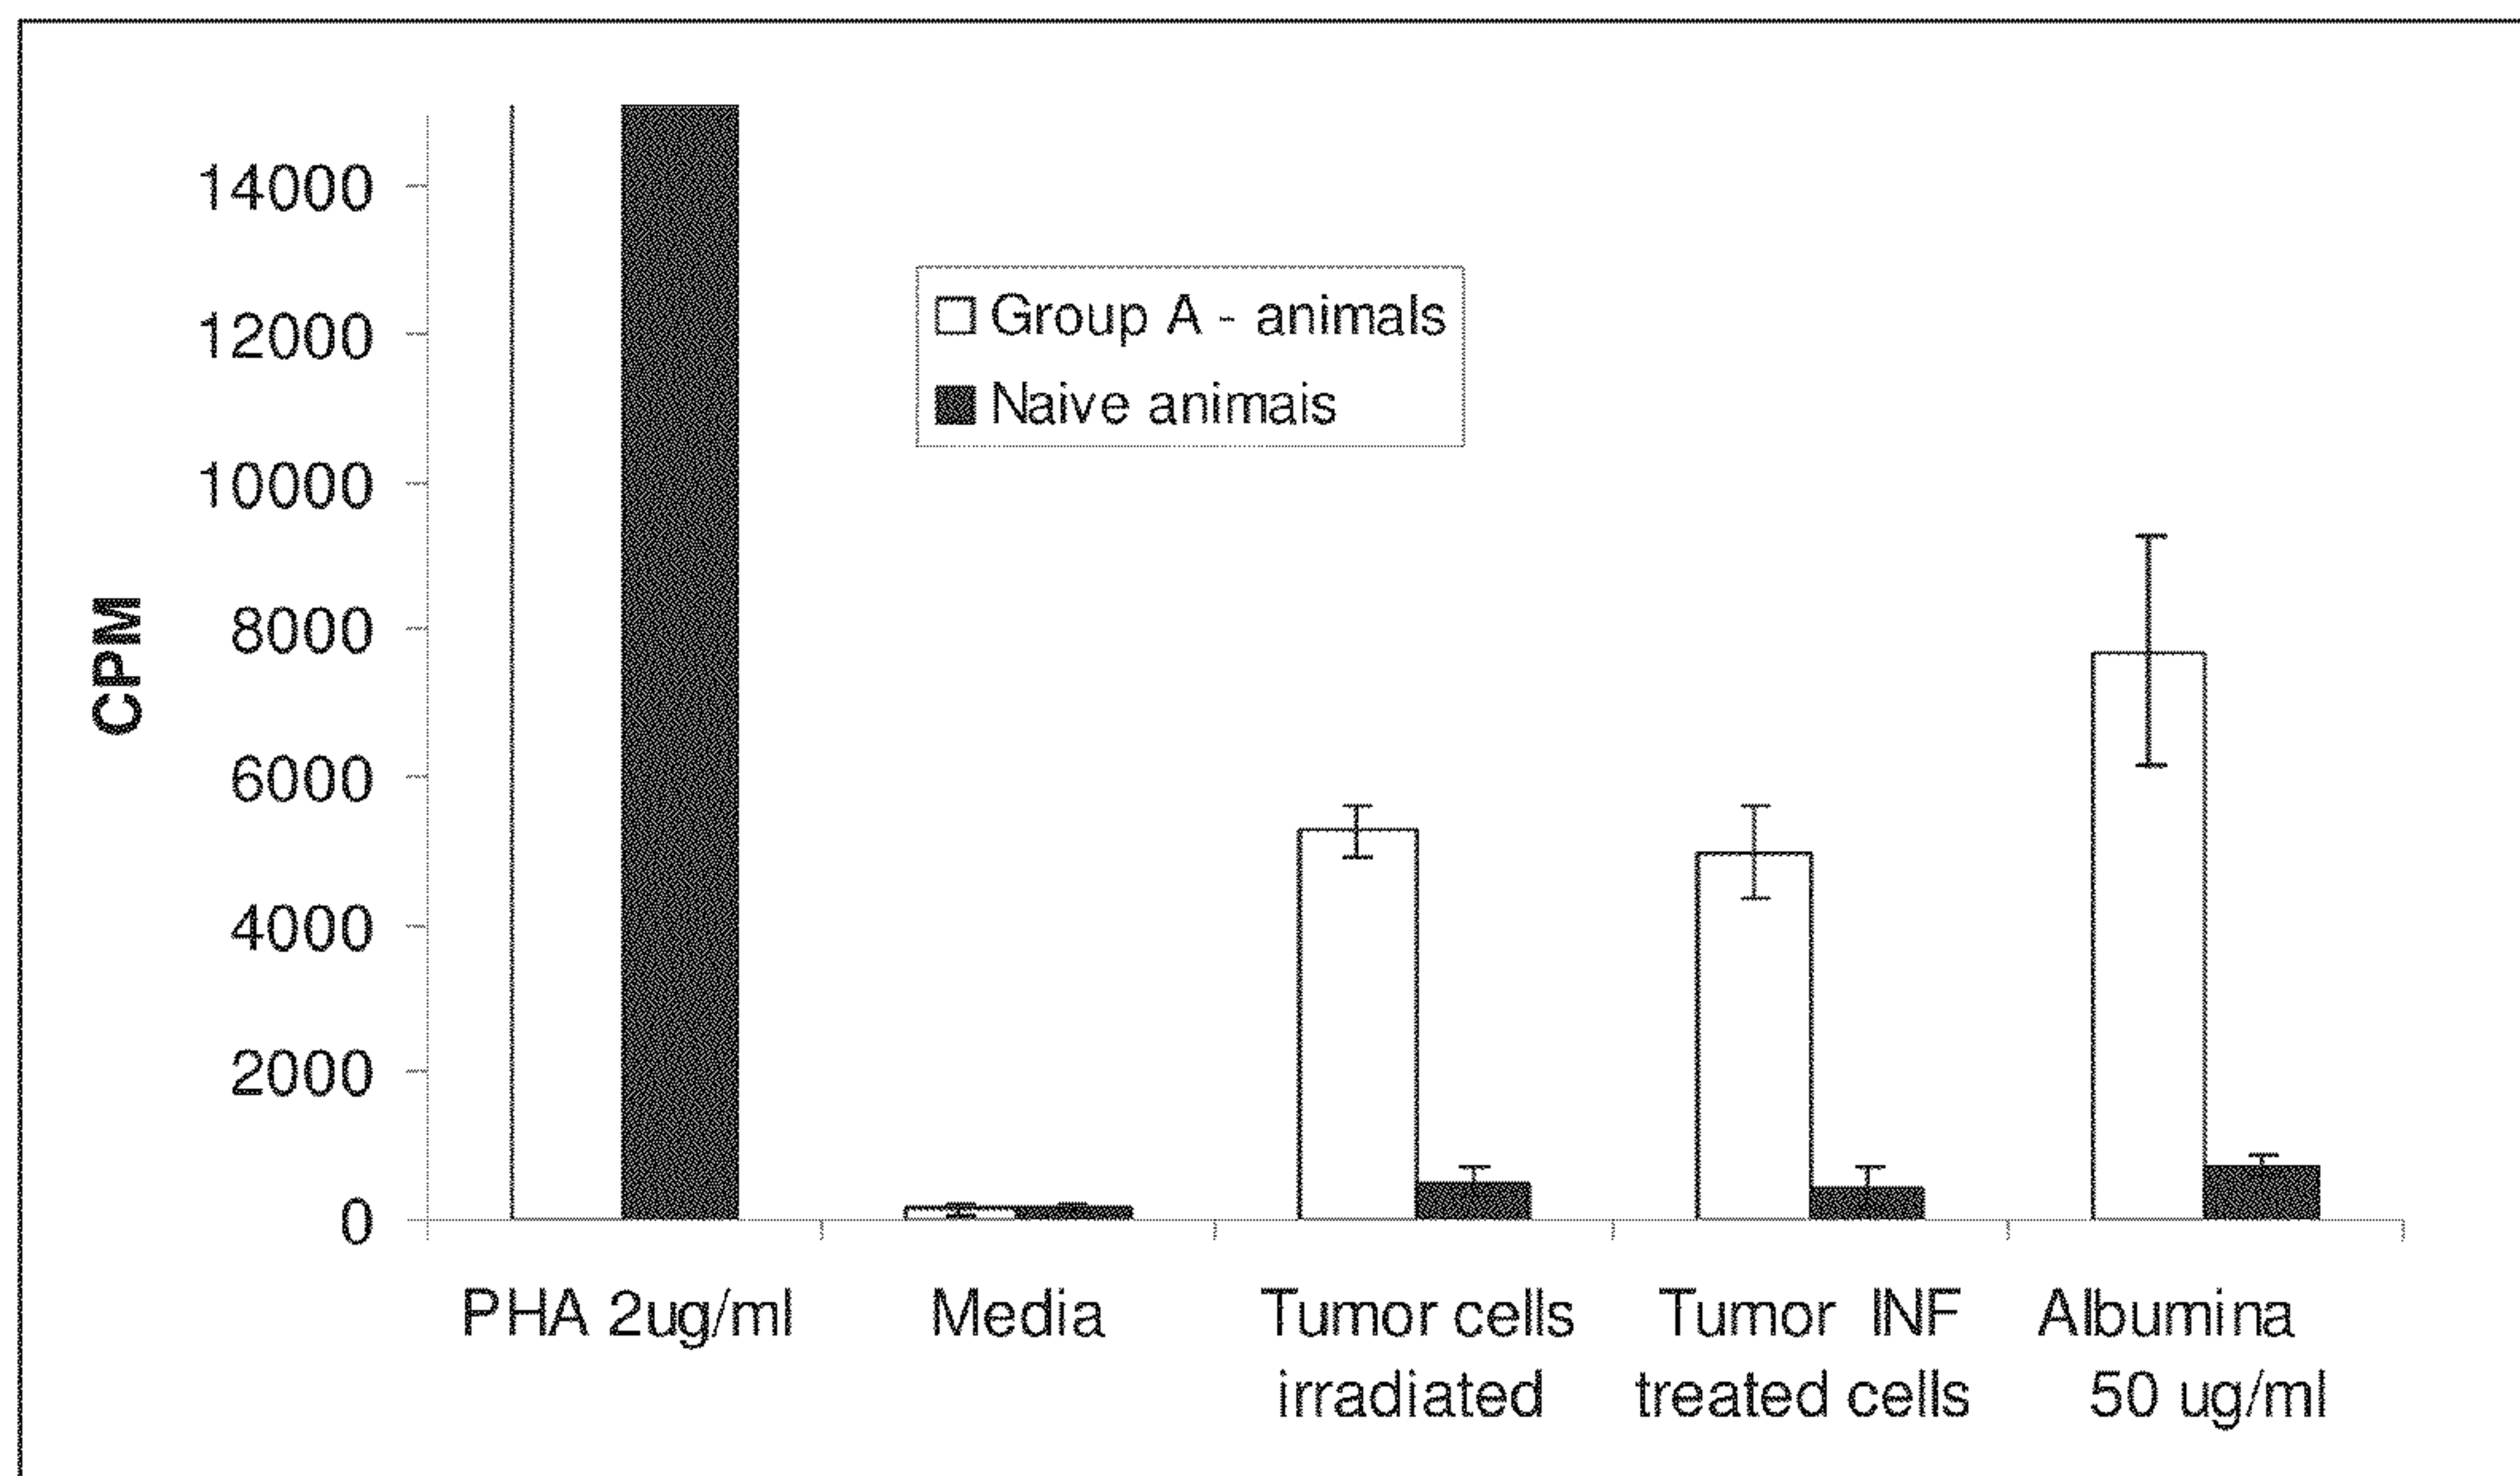 14000
12000
10000
8000
6000
4000
2000
0
CPM
Group A - animals
Naive animais
PHA 2ug/ml
Media
Tumor cells
irradiated
Tumor INF
treated cells
Albumina
50 ug/ml